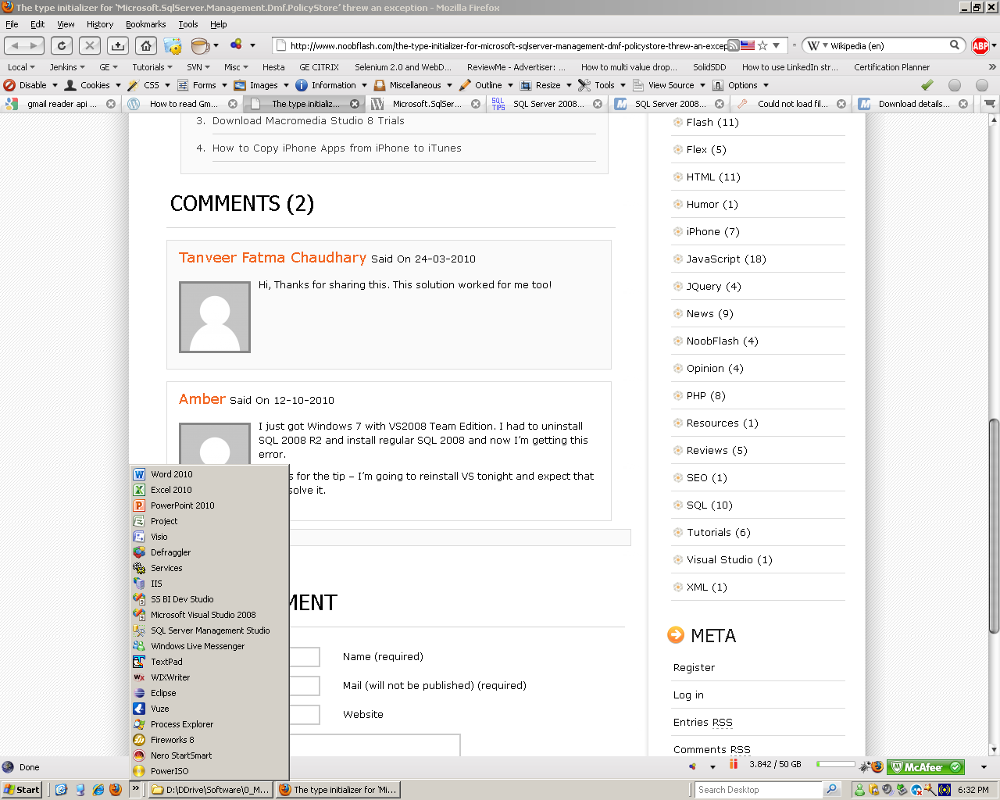 The type initializer for 'Microsoft.SqlServer.Management.Dmf.PolicyStore' threw an exception - Mozilla Firefox
File Edit View History Bookmarks Tools Help
http://www.noobflash.com/the-type-initializer-for-microsoft-sqlserver-management-dmf-policystore-threw-an-excep
W Wikipedia (en)
ABP
Local Jenkins GE Tutorials SVN Misc Hesta GE CITRIX Selenium 2.0 and WebD... ReviewMe - Advertiser: ... How to multi value drop... SolidSDD How to use LinkedIn str... Certification Planner
Disable Cookies CSS Forms Images Information Miscellaneous Outline Resize Tools View Source Options
gmail reader api ... How to read Gm... The type initializ... Microsoft.SqlSer... SQL TIPS SQL Server 2008... SQL Server 2008... Could not load fil... Download details...
3. Download Macromedia Studio 8 Trials
4. How to Copy iPhone Apps from iPhone to iTunes
COMMENTS (2)
Tanveer Fatma Chaudhary Said On 24-03-2010
Hi, Thanks for sharing this. This solution worked for me too!
Amber Said On 12-10-2010
I just got Windows 7 with VS2008 Team Edition. I had to uninstall
SQL 2008 R2 and install regular SQL 2008 and now I'm getting this
error.
s for the tip – I'm going to reinstall VS tonight and expect that
solve it.
MENT
Name (required)
Mail (will not be published) (required)
Website
Flash (11)
Flex (5)
HTML (11)
Humor (1)
iPhone (7)
JavaScript (18)
JQuery (4)
News (9)
NoobFlash (4)
Opinion (4)
PHP (8)
Resources (1)
Reviews (5)
SEO (1)
SQL (10)
Tutorials (6)
Visual Studio (1)
XML (1)
META
Register
Log in
Entries RSS
Comments RSS
Word 2010
Excel 2010
PowerPoint 2010
Project
Visio
Defraggler
Services
IIS
SS BI Dev Studio
Microsoft Visual Studio 2008
SQL Server Management Studio
Windows Live Messenger
TextPad
WIXWriter
Eclipse
Vuze
Process Explorer
Fireworks 8
Nero StartSmart
PowerISO
Done
3.842 / 50 GB
McAfee
Start
D:\DDrive\Software\0_M...
The type initializer for 'Mi...
Search Desktop
6:32 PM